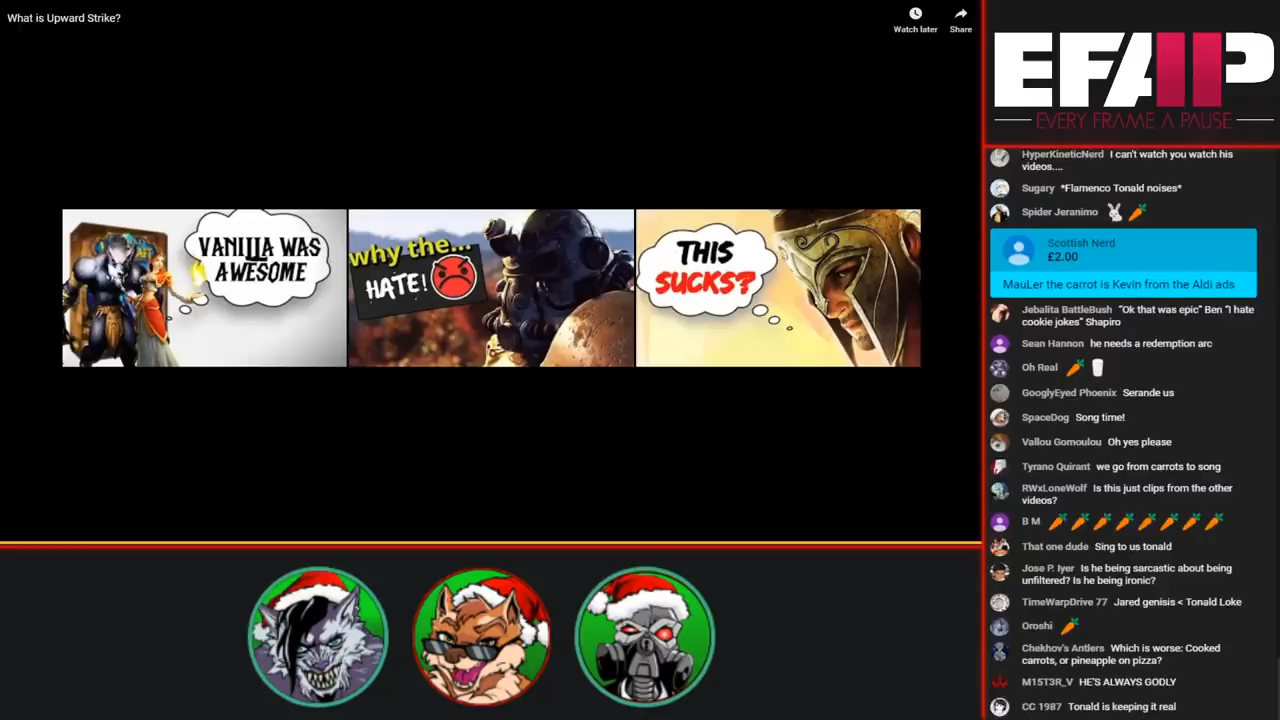 What is Upward Strike?
Watch later
Share
VANILLA WAS
AWESOME
why the...
HATE!
THIS
SUCKS?
EFAP
EVERY FRAME A PAUSE
HyperKineticNerd I can't watch you watch his
videos....
Sugary *Flamenco Tonald noises*
Spider Jeranimo 🐇 🥕
Scottish Nerd
£2.00
MauLer the carrot is Kevin from the Aldi ads
Jebalita BattleBush “Ok that was epic” Ben “I hate
cookie jokes” Shapiro
Sean Hannon he needs a redemption arc
Oh Real 🥕 🥛
GooglyEyed Phoenix Serande us
SpaceDog Song time!
Vallou Gomoulou Oh yes please
Tyrano Quirant we go from carrots to song
RWxLoneWolf Is this just clips from the other
videos?
B M 🥕 🥕 🥕 🥕 🥕 🥕 🥕 🥕
That one dude Sing to us tonald
Jose P. Iyer Is he being sarcastic about being
unfiltered? Is he being ironic?
TimeWarpDrive 77 Jared genisis < Tonald Loke
Oroshi 🥕
Chekhov's Antlers Which is worse: Cooked
carrots, or pineapple on pizza?
M15T3R_V HE'S ALWAYS GODLY
CC 1987 Tonald is keeping it real